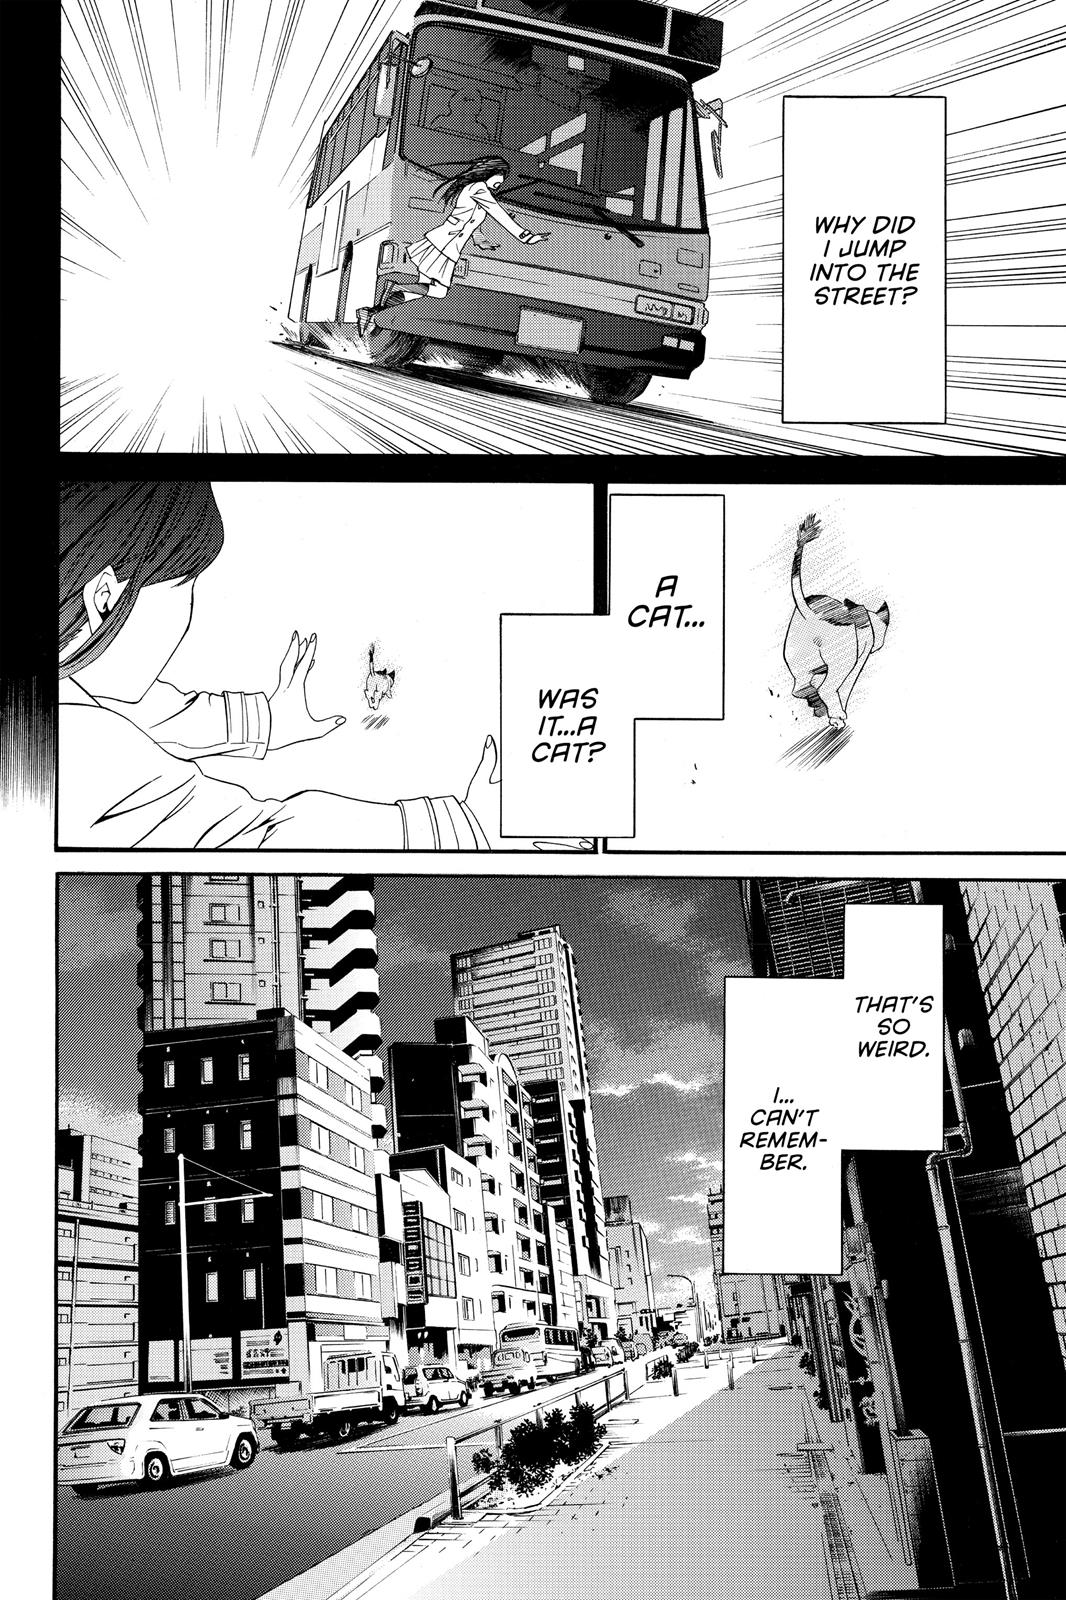 WHY DID
I JUMP
INTO THE
STREET?
A
CAT...
WAS
IT...A
CAT?
THAT'S
SO
WEIRD.
I...
CAN'T
REMEM-
BER.